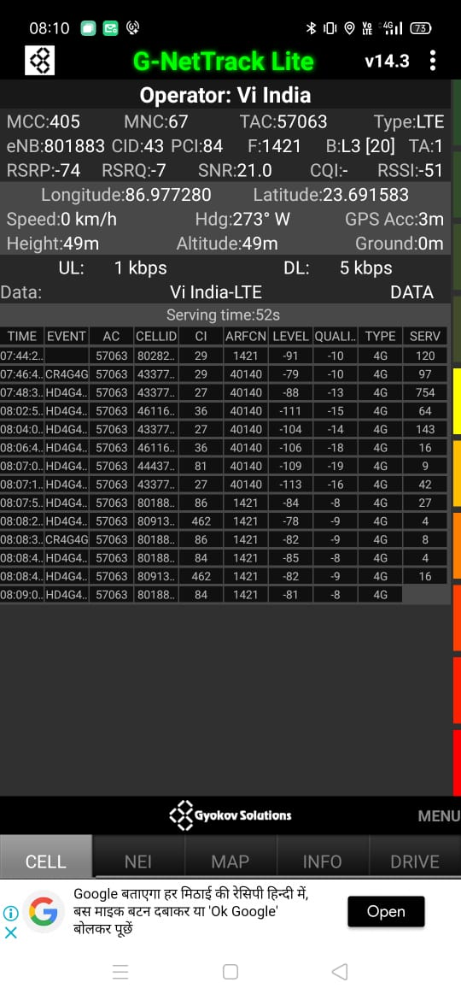 08:10 Vo LTE 4G 73
G-NetTrack Lite v14.3
Operator: Vi India
MCC:405 MNC:67 TAC:57063 Type:LTE
eNB:801883 CID:43 PCI:84 F:1421 B:L3 [20] TA:1
RSRP:-74 RSRQ:-7 SNR:21.0 CQI:- RSSI:-51
Longitude:86.977280 Latitude:23.691583
Speed:0 km/h Hdg:273° W GPS Acc:3m
Height:49m Altitude:49m Ground:0m
UL: 1 kbps DL: 5 kbps
Data: Vi India-LTE DATA
Serving time:52s
TIME EVENT AC CELLID CI ARFCN LEVEL QUALI.. TYPE SERV
07:44:2.. 57063 80282.. 29 1421 -91 -10 4G 120
07:46:4.. CR4G4G 57063 43377.. 29 40140 -79 -10 4G 97
07:48:3.. HD4G4.. 57063 43377.. 27 40140 -88 -13 4G 754
08:02:5.. HD4G4.. 57063 46116.. 36 40140 -111 -15 4G 64
08:04:0.. HD4G4.. 57063 43377.. 27 40140 -104 -14 4G 143
08:06:4.. HD4G4.. 57063 46116.. 36 40140 -106 -18 4G 16
08:07:0.. HD4G4.. 57063 44437.. 81 40140 -109 -19 4G 9
08:07:1.. HD4G4.. 57063 43377.. 27 40140 -113 -16 4G 42
08:07:5.. HD4G4.. 57063 80188.. 86 1421 -84 -8 4G 27
08:08:2.. HD4G4.. 57063 80913.. 462 1421 -78 -9 4G 4
08:08:3.. CR4G4G 57063 80188.. 86 1421 -82 -9 4G 8
08:08:4.. HD4G4.. 57063 80188.. 84 1421 -85 -8 4G 4
08:08:4.. HD4G4.. 57063 80913.. 462 1421 -82 -9 4G 16
08:09:0.. HD4G4.. 57063 80188.. 84 1421 -81 -8 4G
Gyokov Solutions MENU
CELL NEI MAP INFO DRIVE
Google बताएगा हर मिठाई की रेसिपी हिन्दी में,
बस माइक बटन दबाकर या 'Ok Google'
बोलकर पूछें
Open